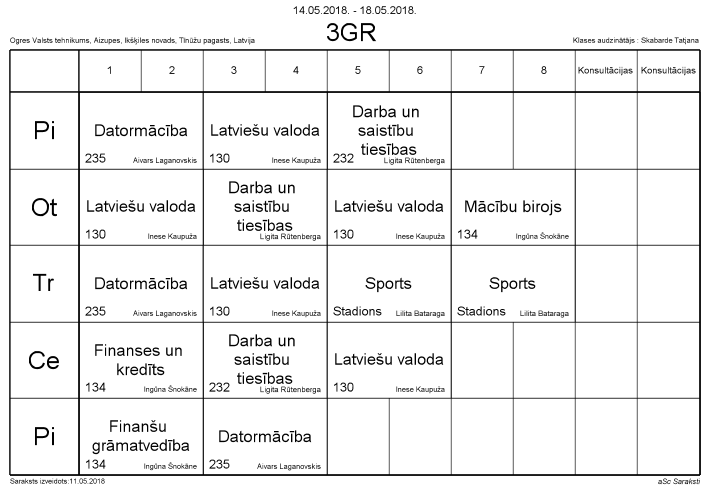 14.05.2018. - 18.05.2018.
Ogres Valsts tehnikums, Aizupes, Ikšķiles novads, Tīnūžu pagasts, Latvija
3GR
Klases audzinātājs : Skabarde Tatjana
1 2 3 4 5 6 7 8 Konsultācijas Konsultācijas
Pi
Datormācība
235 Aivars Laganovskis
Latviešu valoda
130 Inese Kaupuža
Darba un
saistību
tiesības
232 Ligita Rūtenberga
Ot
Latviešu valoda
130 Inese Kaupuža
Darba un
saistību
tiesības
Ligita Rūtenberga
Latviešu valoda
130 Inese Kaupuža
Mācību birojs
134 Ingūna Šnokāne
Tr
Datormācība
235 Aivars Laganovskis
Latviešu valoda
130 Inese Kaupuža
Sports
Stadions Lilita Bataraga
Sports
Stadions Lilita Bataraga
Ce
Finanses un
kredīts
134 Ingūna Šnokāne
Darba un
saistību
tiesības
232 Ligita Rūtenberga
Latviešu valoda
130 Inese Kaupuža
Pi
Finanšu
grāmatvedība
134 Ingūna Šnokāne
Datormācība
235 Aivars Laganovskis
Saraksts izveidots:11.05.2018
aSc Saraksti